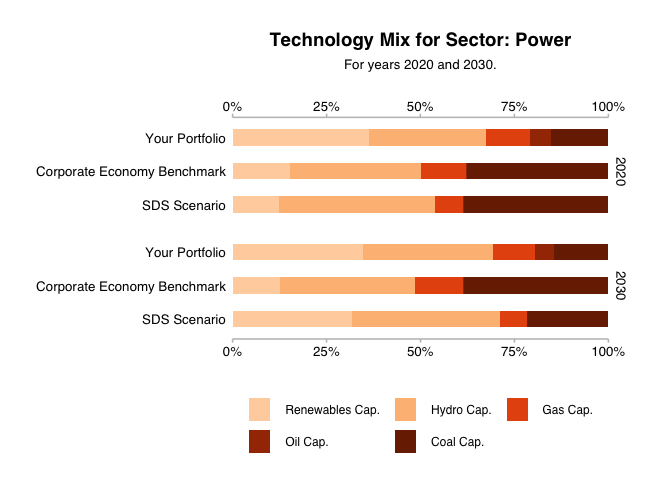 Technology Mix for Sector: Power
For years 2020 and 2030.
0% 25% 50% 75% 100%
Your Portfolio
Corporate Economy Benchmark
SDS Scenario
2020
Your Portfolio
Corporate Economy Benchmark
SDS Scenario
2030
0% 25% 50% 75% 100%
Renewables Cap. Hydro Cap. Gas Cap.
Oil Cap. Coal Cap.